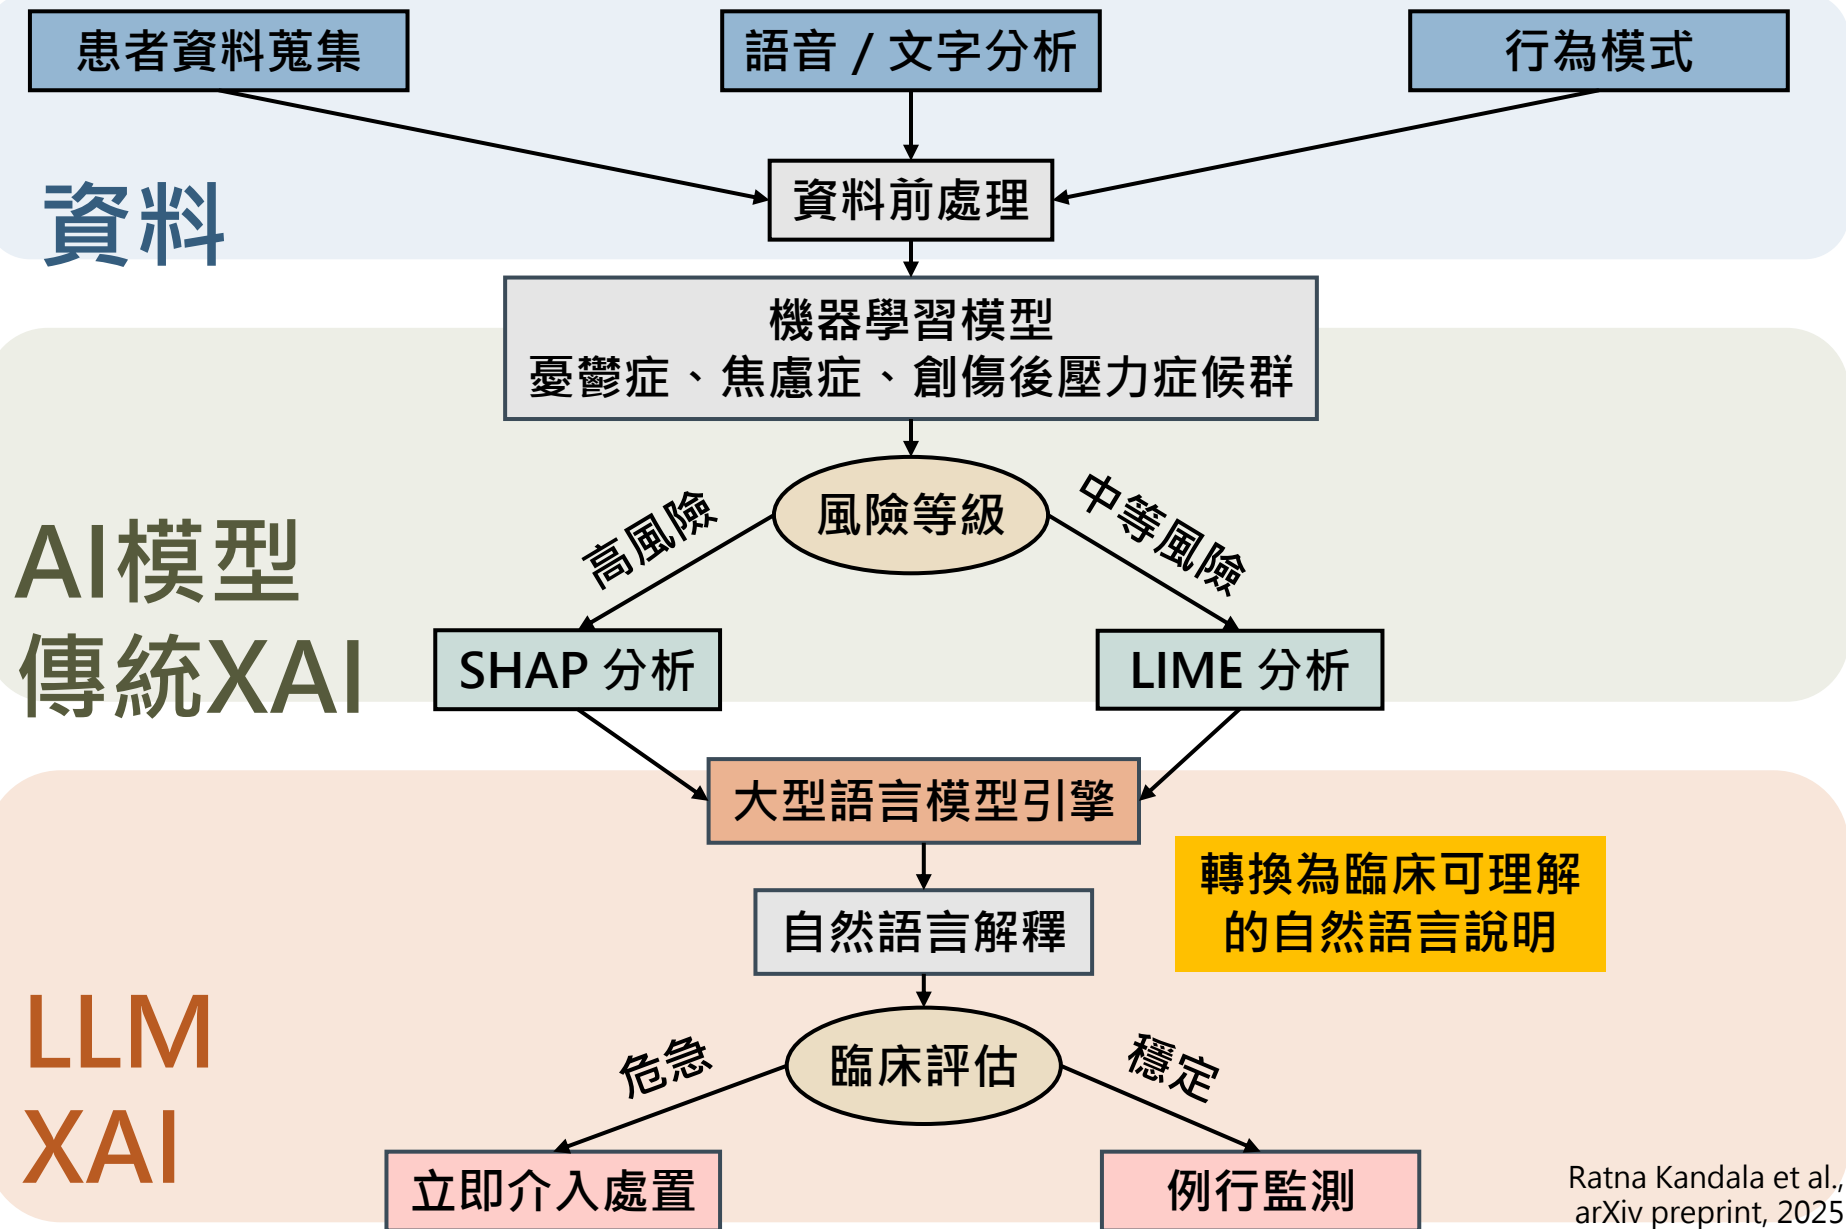 患者資料蒐集
語音 / 文字分析
行為模式
資料前處理
資料
機器學習模型
憂鬱症、焦慮症、創傷後壓力症候群
風險等級
高風險
中等風險
AI模型
傳統XAI
SHAP 分析
LIME 分析
大型語言模型引擎
轉換為臨床可理解
的自然語言說明
自然語言解釋
LLM
XAI
臨床評估
危急
穩定
立即介入處置
例行監測
Ratna Kandala et al.,
arXiv preprint, 2025